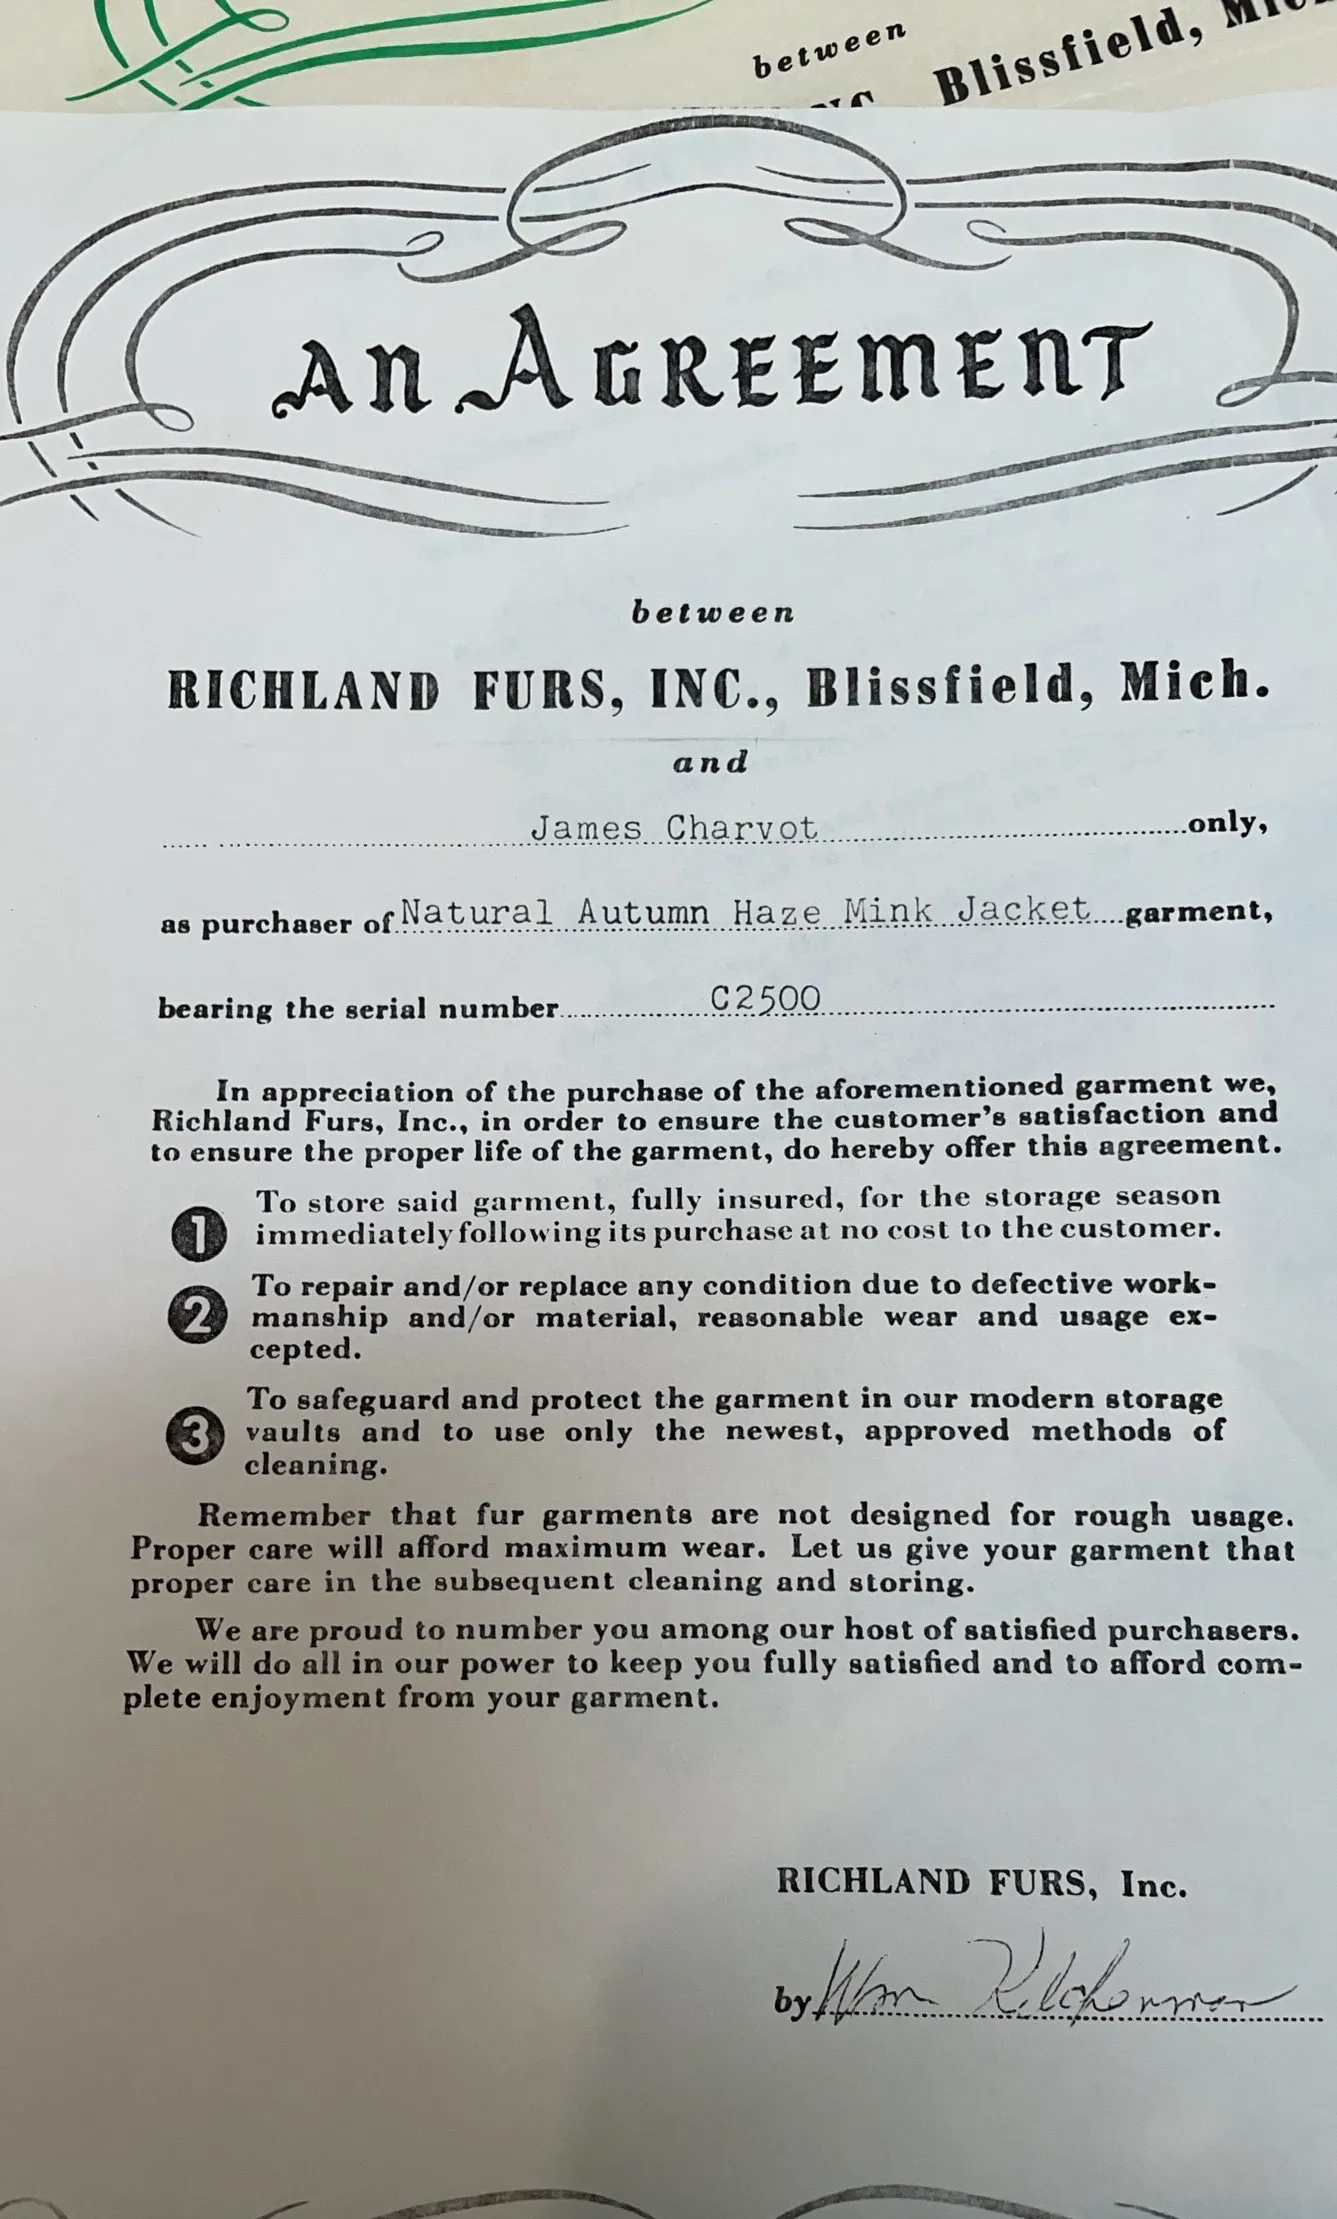 between
Blissfield,
AN AGREEMENT
between
RICHLAND FURS, INC., Blissfield, Mich.
and
James Charvot only,
as purchaser of Natural Autumn Haze Mink Jacket garment,
bearing the serial number C2500
In appreciation of the purchase of the aforementioned garment we,
Richland Furs, Inc., in order to ensure the customer's satisfaction and
to ensure the proper life of the garment, do hereby offer this agreement.
1 To store said garment, fully insured, for the storage season
immediately following its purchase at no cost to the customer.
2 To repair and/or replace any condition due to defective work-
manship and/or material, reasonable wear and usage ex-
cepted.
3 To safeguard and protect the garment in our modern storage
vaults and to use only the newest, approved methods of
cleaning.
Remember that fur garments are not designed for rough usage.
Proper care will afford maximum wear. Let us give your garment that
proper care in the subsequent cleaning and storing.
We are proud to number you among our host of satisfied purchasers.
We will do all in our power to keep you fully satisfied and to afford com-
plete enjoyment from your garment.
RICHLAND FURS, Inc.
by Wm